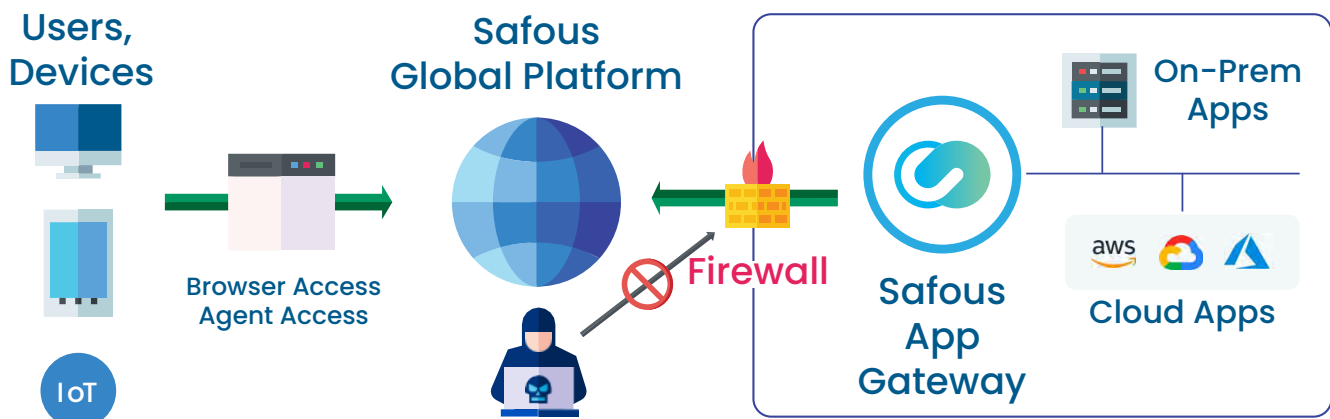 Users,
Devices
IoT
Browser Access
Agent Access
Safous
Global Platform
Firewall
Safous
App
Gateway
On-Prem
Apps
aws
Cloud Apps